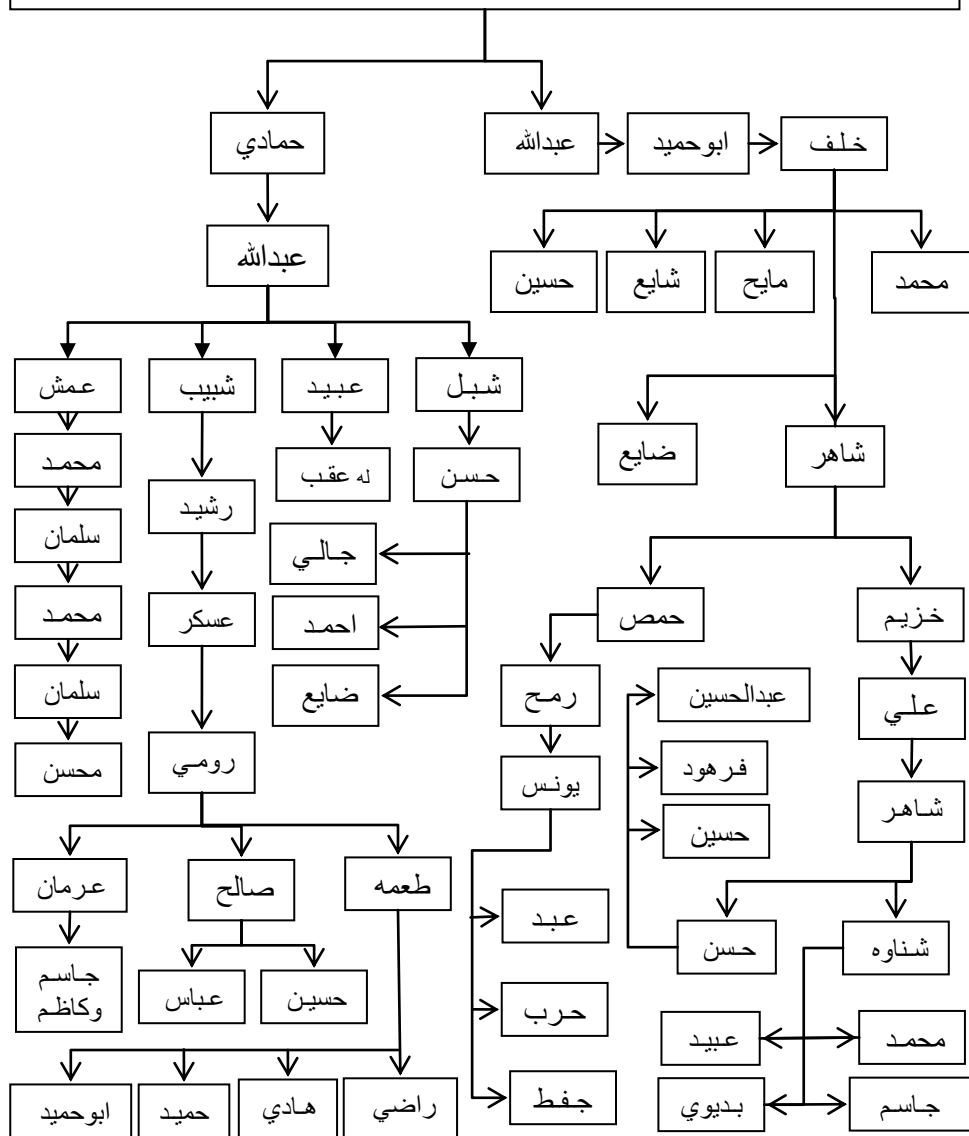 خلف
ابوحميد
عبدالله
حمادي
عبدالله
محمد
مايح
شايع
حسين
شبل
عبيد
شبيب
عمش
شاهر
ضايع
حسن
له عقب
رشيد
محمد
سلمان
جالي
احمد
ضايع
عسكر
محمد
سلمان
محسن
رومي
خزيم
حمص
علي
رمح
عبدالحسين
فرهود
حسين
شاهر
يونس
طعمه
صالح
عرمان
شناوه
حسن
عبد
حرب
جفط
حسين
عباس
جاسم
وكاظم
محمد
عبيد
جاسم
بديوي
راضي
هادي
حميد
ابوحميد